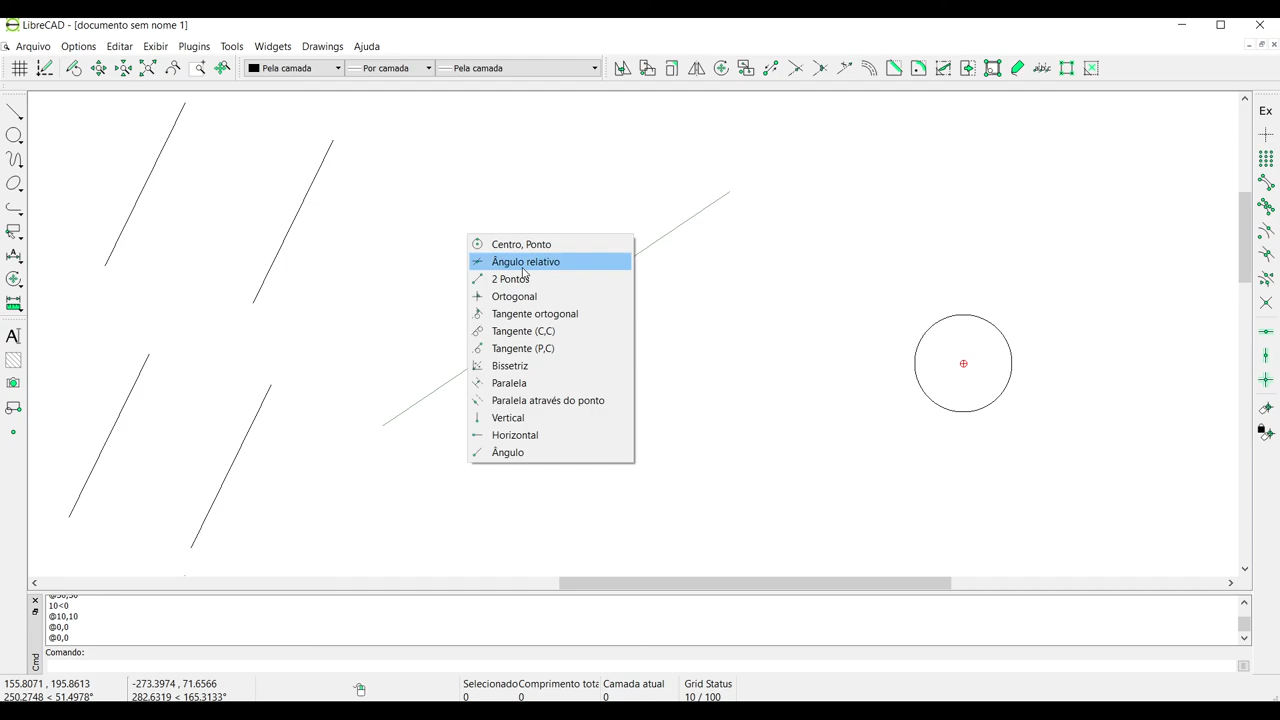 LibreCAD - [documento sem nome 1]
Arquivo Options Editar Exibir Plugins Tools Widgets Drawings Ajuda
Pela camada Por camada Pela camada
Ex
Centro, Ponto
Ângulo relativo
2 Pontos
Ortogonal
Tangente ortogonal
Tangente (C,C)
Tangente (P,C)
Bissetriz
Paralela
Paralela através do ponto
Vertical
Horizontal
Ângulo
10<0
@10,10
@0,0
@0,0
Cmd
Comando:
155.8071 , 195.8613 -273.3974 , 71.6566 Selecionado Comprimento tota Camada atual Grid Status
250.2748 < 51.4978° 282.6319 < 165.3133° 0 0 0 10 / 100